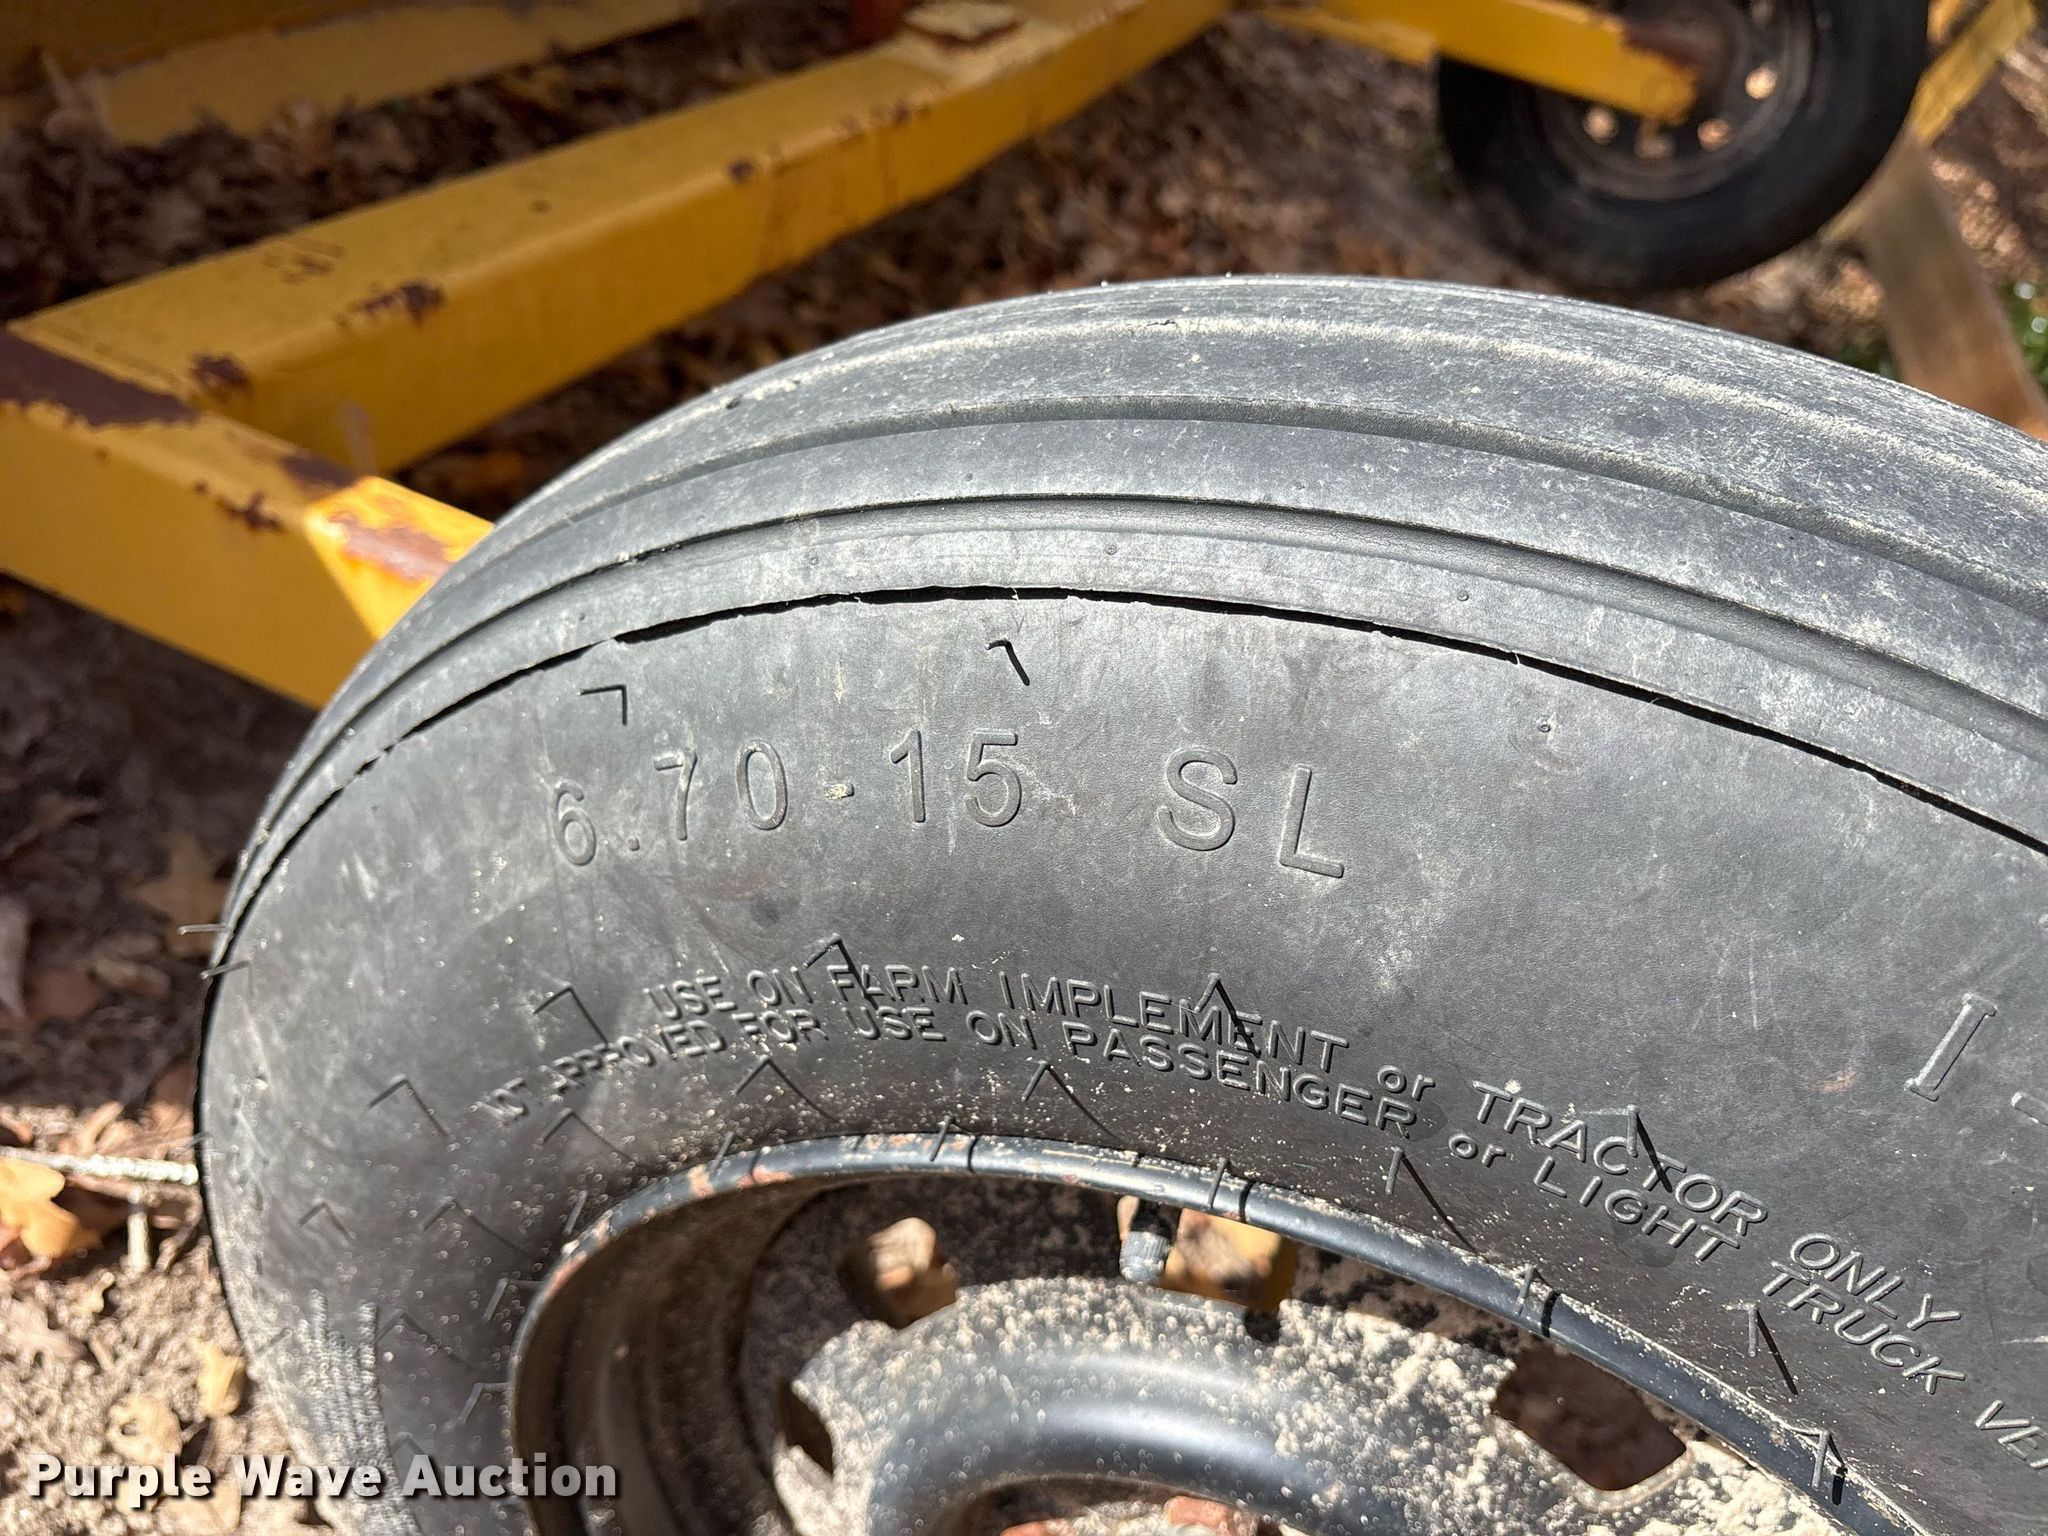 6.70-15 SL
USE ON FARM IMPLEMENT or TRACTOR ONLY
NOT APPROVED FOR USE ON PASSENGER or LIGHT TRUCK
I-
Purple Wave Auction